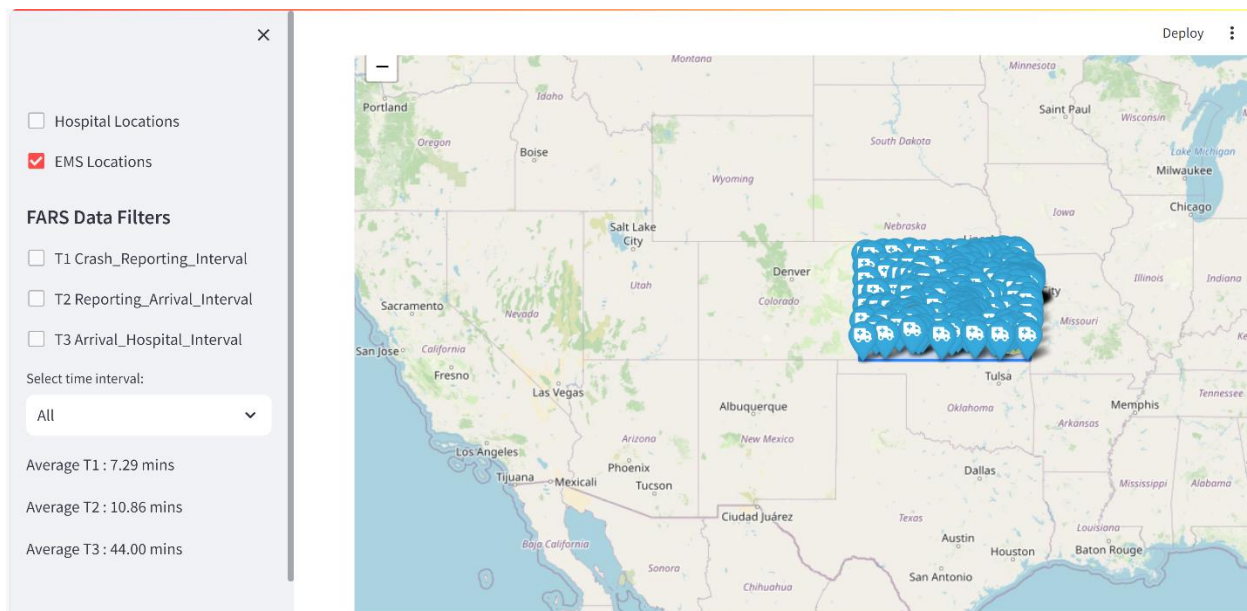 Deploy
Hospital Locations
EMS Locations
FARS Data Filters
T1 Crash_Reporting_Interval
T2 Reporting_Arrival_Interval
T3 Arrival_Hospital_Interval
Select time interval:
All
Average T1 : 7.29 mins
Average T2 : 10.86 mins
Average T3 : 44.00 mins
−
Montana
Minnesota
Portland
Idaho
Saint Paul
Wisconsin
Oregon
South Dakota
Boise
Lake Michigan
Milwaukee
Wyoming
Chicago
Iowa
Salt Lake
City
Nebraska
Denver
Utah
Illinois
Indiana
City
Colorado
Sacramento
Nevada
Missouri
San Jose
California
Fresno
Tulsa
Las Vegas
Tennessee
Albuquerque
Oklahoma
Memphis
Arkansas
Arizona
New Mexico
Los Angeles
Phoenix
Dallas
Tijuana
Mexicali
Tucson
Mississippi
Alabama
Ciudad Juárez
Texas
Louisiana
Austin
Houston
Baton Rouge
Baja California
Sonora
San Antonio
Chihuahua